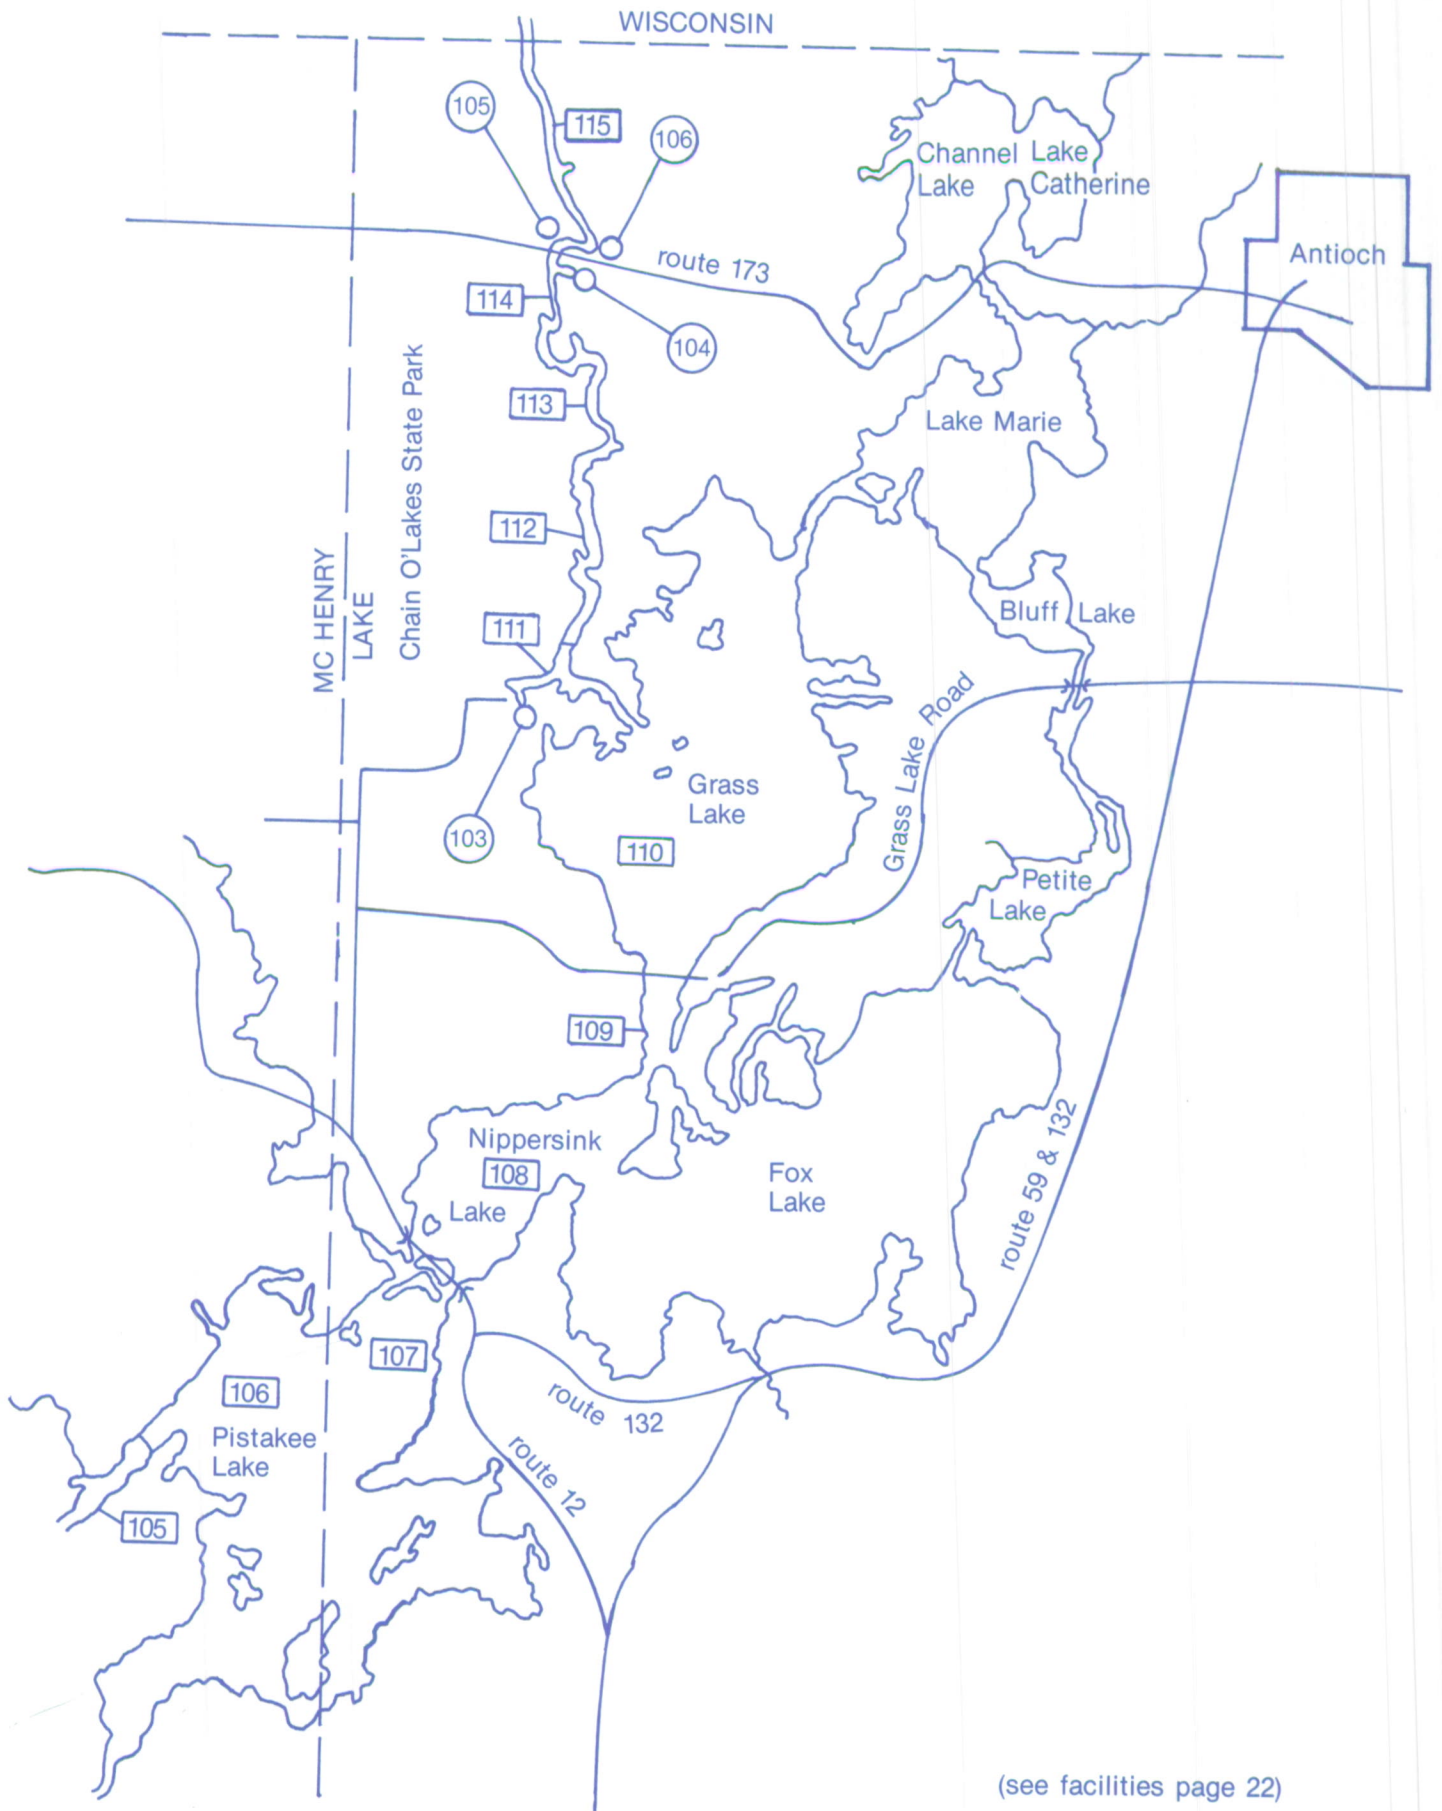 WISCONSIN
105
115
106
Channel Lake
Lake Catherine
route 173
Antioch
114
104
113
Lake Marie
Chain O'Lakes State Park
112
MC HENRY
LAKE
111
Bluff Lake
Grass Lake Road
Grass
Lake
103
110
Petite
Lake
109
Nippersink
108
Lake
Fox
Lake
route 59 & 132
107
106
route 132
Pistakee
Lake
route 12
105
(see facilities page 22)